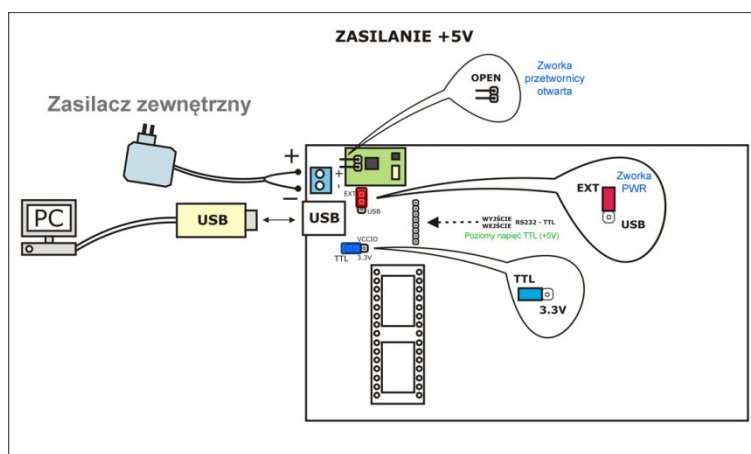 ZASILANIE +5V
OPEN
Zworka
przetwornicy
otwarta
Zasilacz zewnętrzny
+
−
+
-
EXT
USB
EXT
USB
Zworka
PWR
PC
USB
USB
WYJŚCIE
WEJŚCIE
RS232 - TTL
Poziomy napięć TTL (+5V)
VCCIO
TTL
3.3V
TTL
3.3V